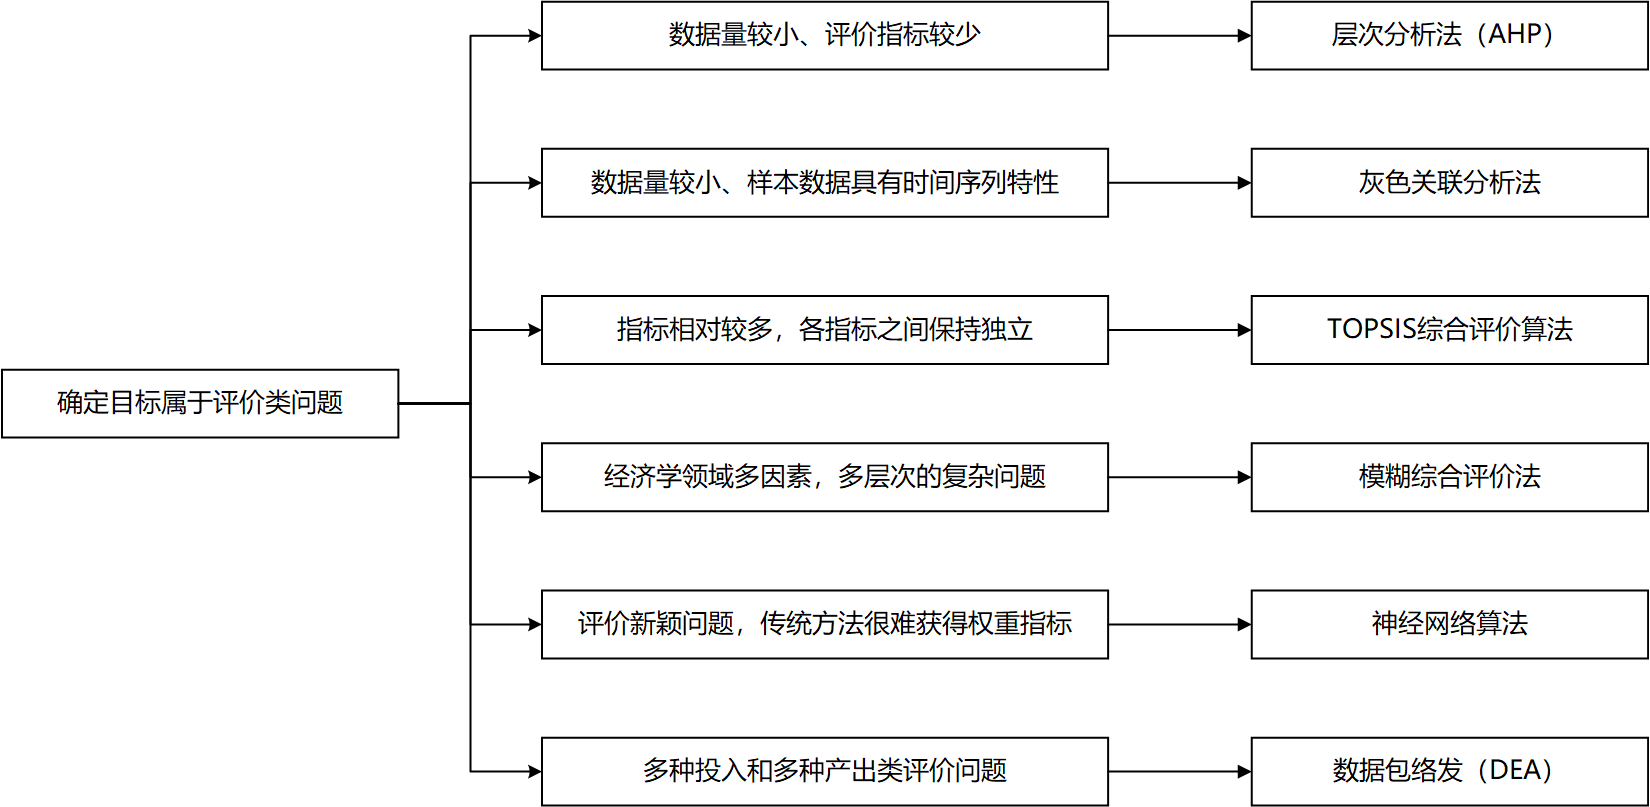 数据量较小、评价指标较少
层次分析法（AHP）
数据量较小、样本数据具有时间序列特性
灰色关联分析法
指标相对较多，各指标之间保持独立
TOPSIS综合评价算法
确定目标属于评价类问题
经济学领域多因素，多层次的复杂问题
模糊综合评价法
评价新颖问题，传统方法很难获得权重指标
神经网络算法
多种投入和多种产出类评价问题
数据包络发（DEA）